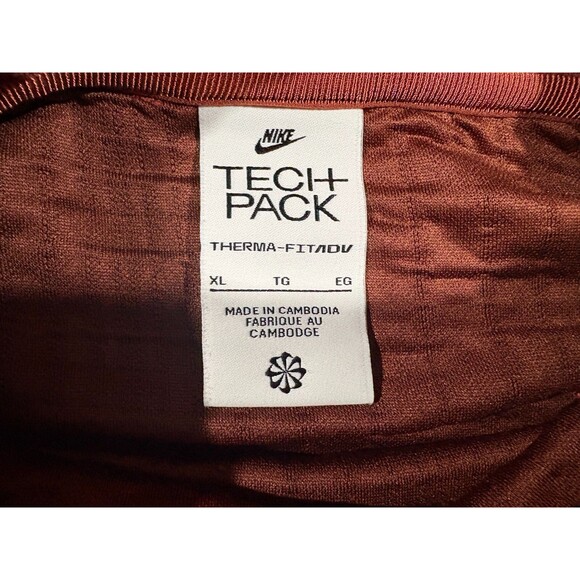 NIKE
TECH
PACK
THERMA-FITADV
XL TG EG
MADE IN CAMBODIA
FABRIQUE AU
CAMBODGE